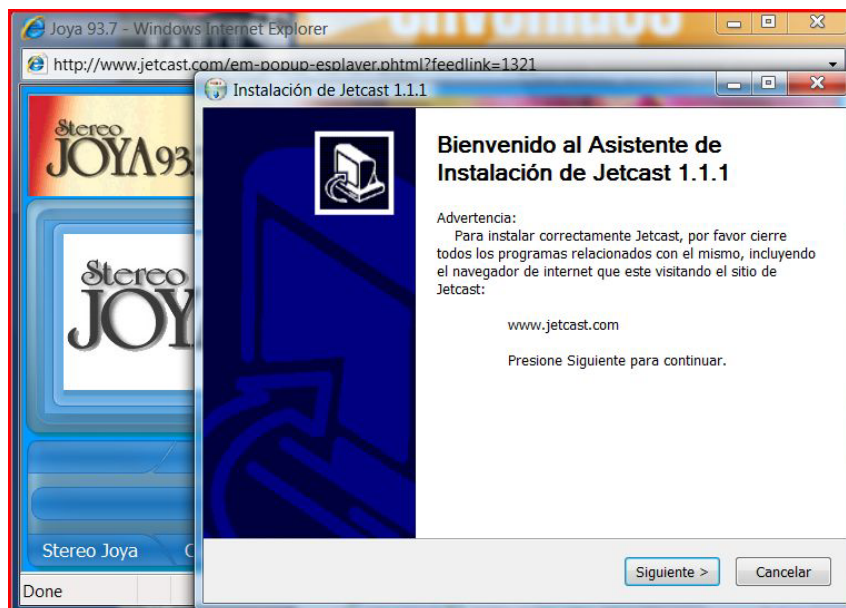 envenidos
Joya 93.7 - Windows Internet Explorer
http://www.jetcast.com/em-popup-esplayer.phtml?feedlink=1321
Instalación de Jetcast 1.1.1
Stereo
JOYA 93.
Stereo
JOY
Bienvenido al Asistente de
Instalación de Jetcast 1.1.1
Advertencia:
Para instalar correctamente Jetcast, por favor cierre
todos los programas relacionados con el mismo, incluyendo
el navegador de internet que este visitando el sitio de
Jetcast:
www.jetcast.com
Presione Siguiente para continuar.
Stereo Joya
Siguiente >
Cancelar
Done